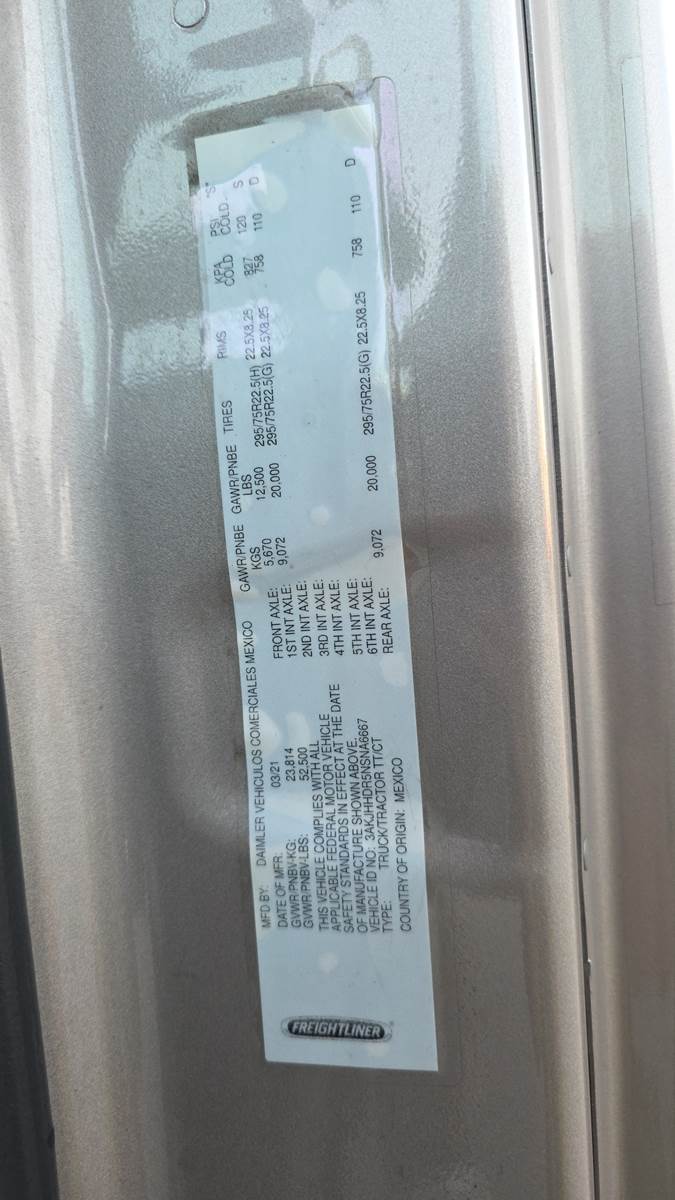 FREIGHTLINER
MFD BY: DAIMLER VEHICULOS COMERCIALES MEXICO
DATE OF MFR: 03/21
GVWR/PNBV-KG: 23,814
GVWR/PNBV-LBS: 52,500
THIS VEHICLE COMPLIES WITH ALL
APPLICABLE FEDERAL MOTOR VEHICLE
SAFETY STANDARDS IN EFFECT AT THE DATE
OF MANUFACTURE SHOWN ABOVE.
VEHICLE ID NO: 3AKJHHDR5NSNA6667
TYPE: TRUCK/TRACTOR TT/CT
COUNTRY OF ORIGIN: MEXICO
GAWR/PNBE GAWR/PNBE TIRES RIMS KPA PSI "S"
KGS LBS COLD COLD
FRONT AXLE: 5,670 12,500 295/75R22.5(H) 22.5X8.25 827 120 S
1ST INT AXLE: 9,072 20,000 295/75R22.5(G) 22.5X8.25 758 110 D
2ND INT AXLE:
3RD INT AXLE:
4TH INT AXLE:
5TH INT AXLE:
6TH INT AXLE:
REAR AXLE: 9,072 20,000 295/75R22.5(G) 22.5X8.25 758 110 D